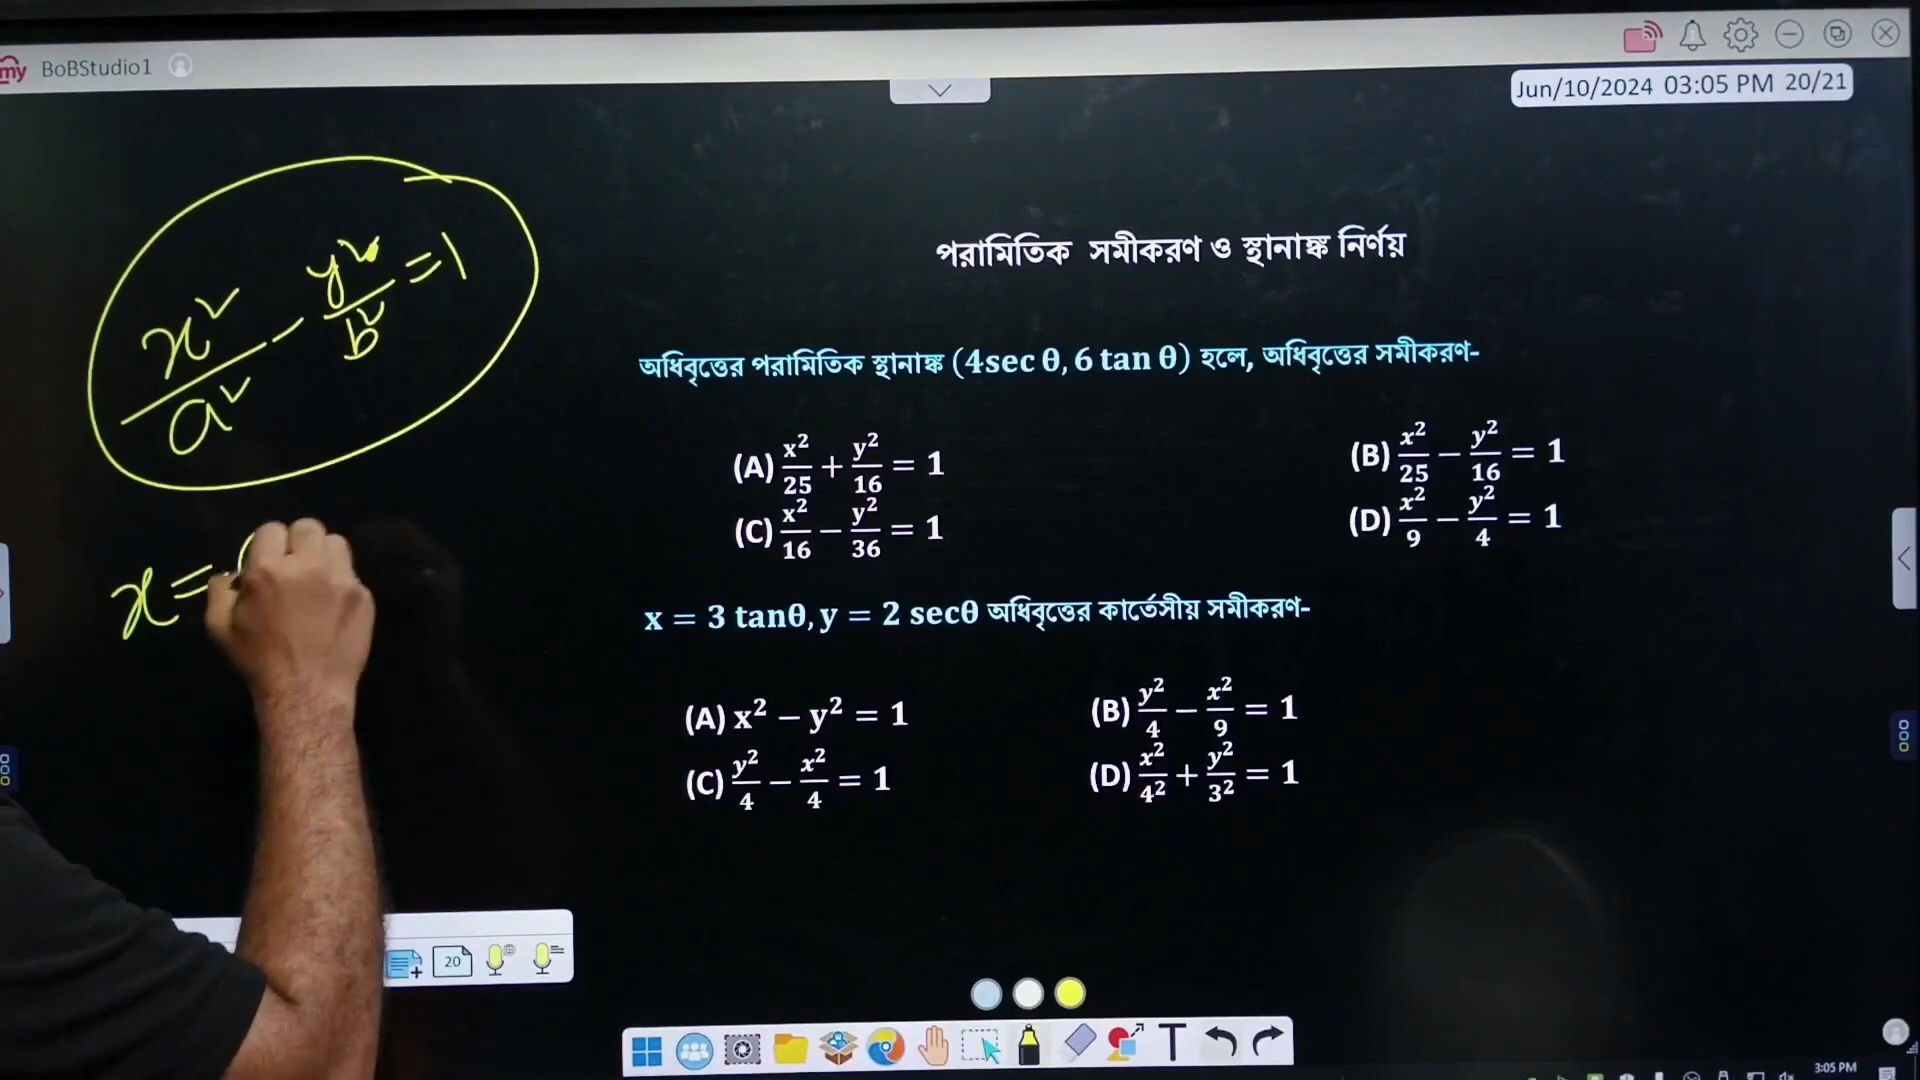 my BoBStudio1
Jun/10/2024 03:05 PM 20/21
x²/a² - y²/b² = 1
x =
পরামিতিক সমীকরণ ও স্থানাঙ্ক নির্ণয়
অধিবৃত্তের পরামিতিক স্থানাঙ্ক (4sec θ, 6 tan θ) হলে, অধিবৃত্তের সমীকরণ-
(A) x²/25 + y²/16 = 1 (B) x²/25 − y²/16 = 1
(C) x²/16 − y²/36 = 1 (D) x²/9 − y²/4 = 1
x = 3 tanθ, y = 2 secθ অধিবৃত্তের কার্তেসীয় সমীকরণ-
(A) x² − y² = 1 (B) y²/4 − x²/9 = 1
(C) y²/4 − x²/4 = 1 (D) x²/4² + y²/3² = 1
20
T
3:05 PM